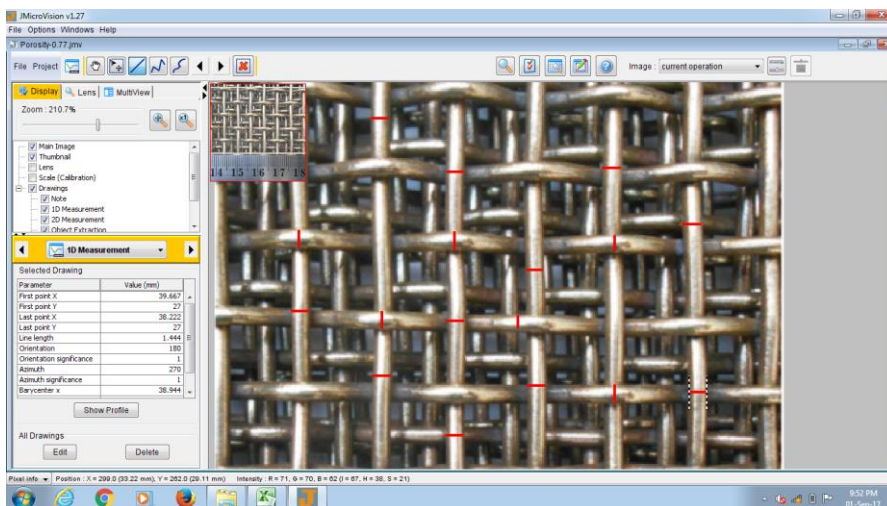 JMicroVision v1.27
File Options Windows Help
Porosity-0.77.jmv
File Project
Image : current operation
Display Lens MultiView
Zoom : 210.7%
Main Image
Thumbnail
Lens
Scale (Calibration)
Drawings
Note
1D Measurement
2D Measurement
Object Extraction
14 15 16 17 18
1D Measurement
Selected Drawing
Parameter Value (mm)
First point X 39.667
First point Y 27
Last point X 38.222
Last point Y 27
Line length 1.444
Orientation 180
Orientation significance 1
Azimuth 270
Azimuth significance 1
Barycenter x 38.944
Show Profile
All Drawings
Edit Delete
Pixel info Position : X = 299.0 (33.22 mm), Y = 262.0 (29.11 mm) Intensity : R = 71, G = 70, B = 62 (I = 67, H = 38, S = 21)
9:52 PM
01-Sep-17